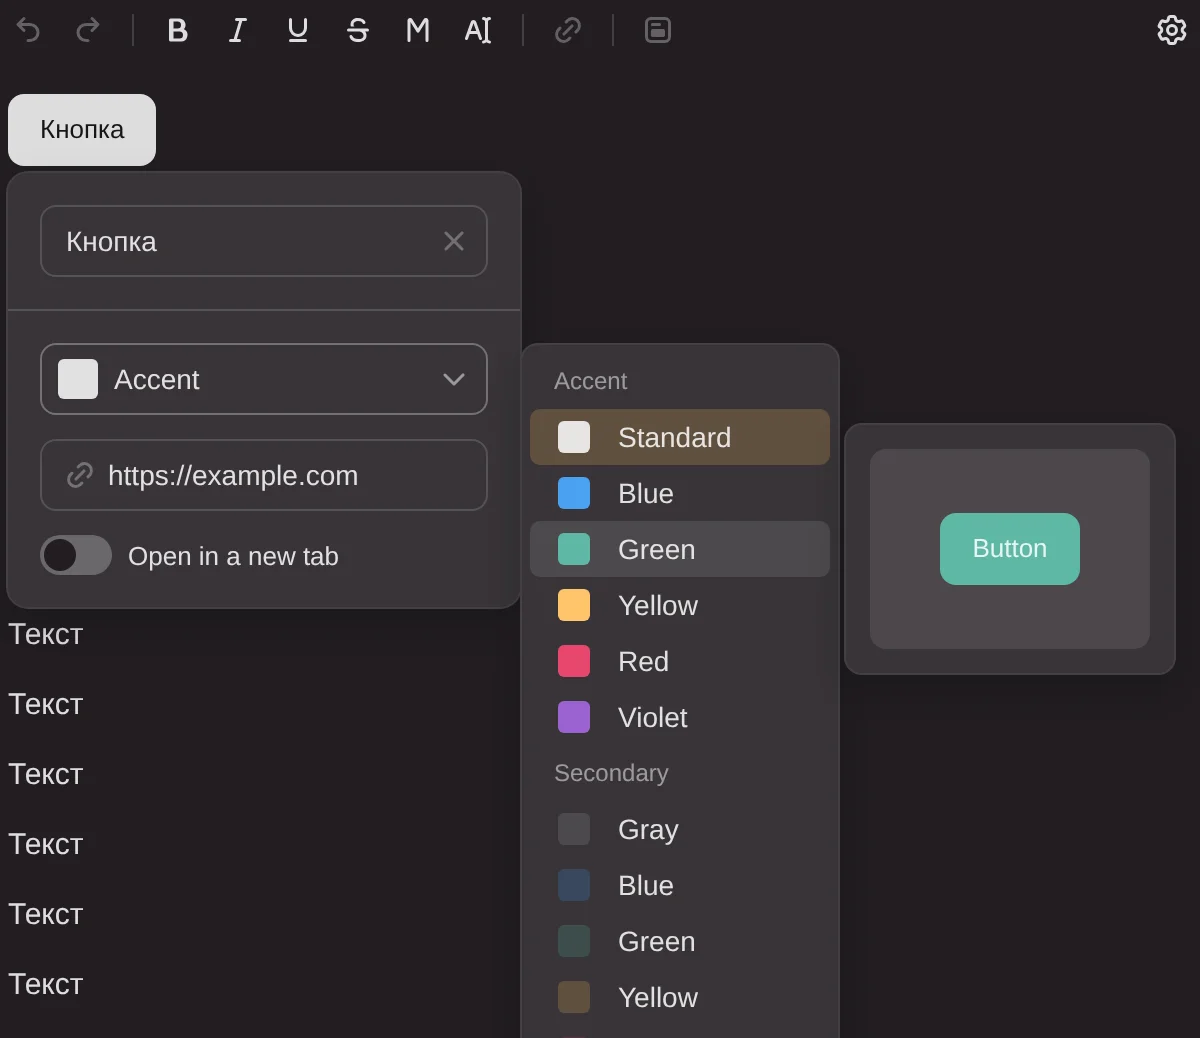 Кнопка
Кнопка
Accent
https://example.com
Open in a new tab
Accent
Standard
Blue
Green
Yellow
Red
Violet
Secondary
Gray
Blue
Green
Yellow
Button
Текст
Текст
Текст
Текст
Текст
Текст